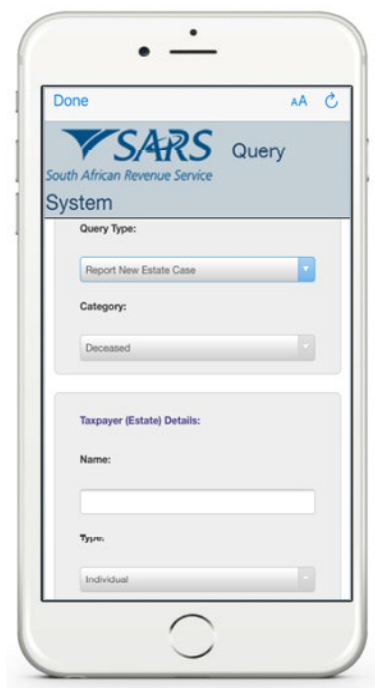 Done
AA
SARS
South African Revenue Service
Query
System
Query Type:
Report New Estate Case
Category:
Deceased
Taxpayer (Estate) Details:
Name:
Type:
Individual